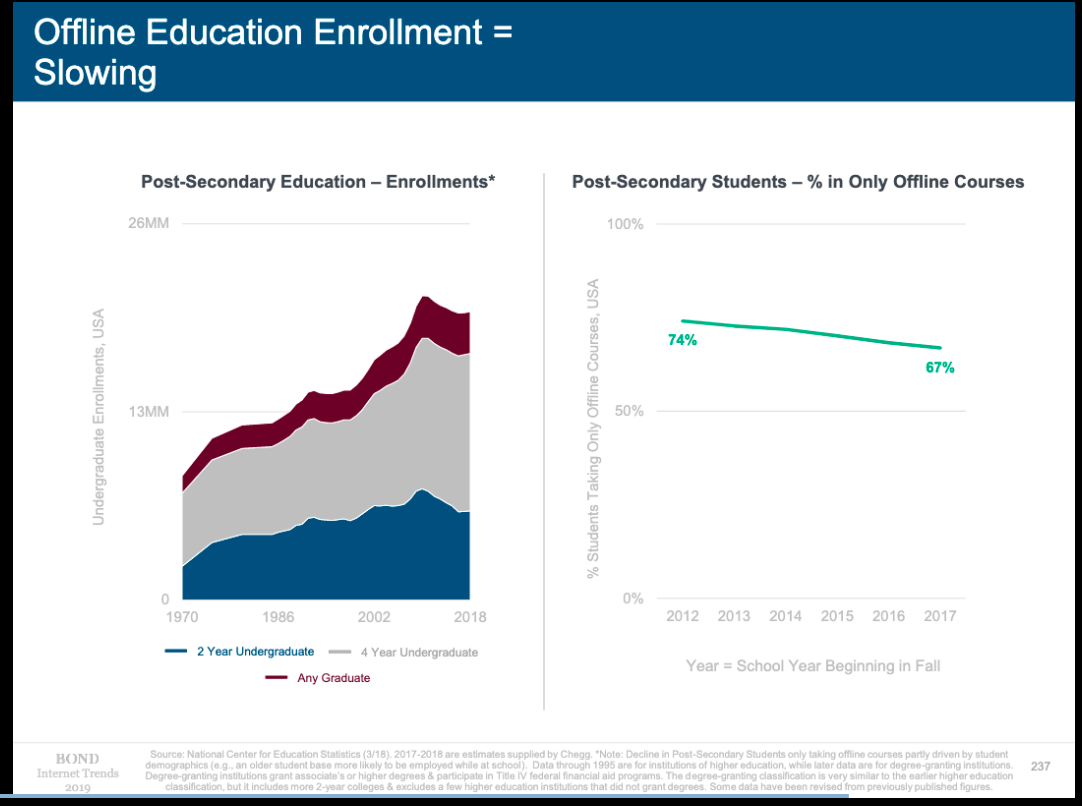 Offline Education Enrollment =
Slowing
Post-Secondary Education – Enrollments*
26MM
13MM
0
Undergraduate Enrollments, USA
1970 1986 2002 2018
2 Year Undergraduate 4 Year Undergraduate
Any Graduate
Post-Secondary Students – % in Only Offline Courses
100%
50%
0%
% Students Taking Only Offline Courses, USA
74%
67%
2012 2013 2014 2015 2016 2017
Year = School Year Beginning in Fall
BOND
Internet Trends
2019
Source: National Center for Education Statistics (3/18). 2017-2018 are estimates supplied by Chegg. *Note: Decline in Post-Secondary Students only taking offline courses partly driven by student
demographics (e.g., an older student base more likely to be employed while at school). Data through 1995 are for institutions of higher education, while later data are for degree-granting institutions.
Degree-granting institutions grant associate's or higher degrees & participate in Title IV federal financial aid programs. The degree-granting classification is very similar to the earlier higher education
classification, but it includes more 2-year colleges & excludes a few higher education institutions that did not grant degrees. Some data have been revised from previously published figures.
237